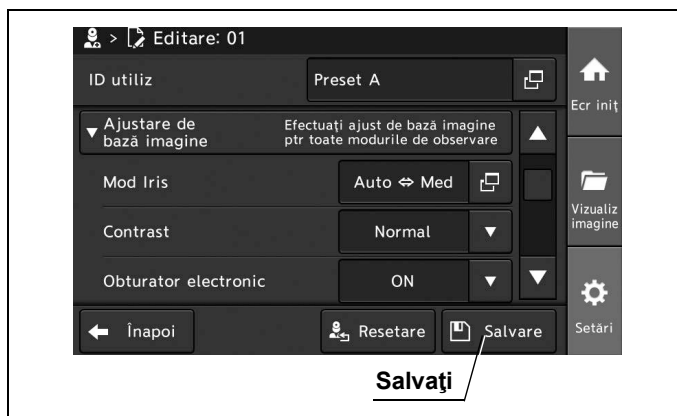 > Editare: 01
ID utiliz Preset A
Ecr iniț
Ajustare de
bază imagine
Efectuați ajust de bază imagine
ptr toate modurile de observare
Mod Iris Auto ⇔ Med
Vizualiz
imagine
Contrast Normal
Obturator electronic ON
Înapoi Resetare Salvare
Setări
Salvaţi